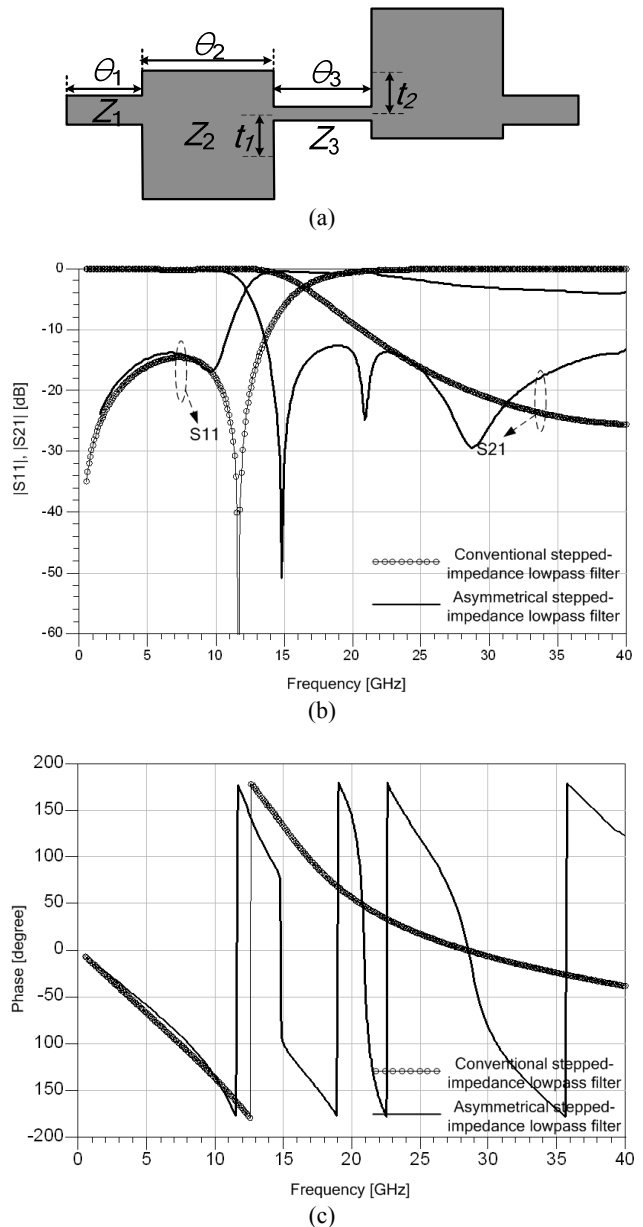 θ1 θ2 θ3
Z1 Z2 t1 Z3 t2
(a)
|S11|, |S21| [dB]
0
-10
-20
-30
-40
-50
-60
S11
S21
Conventional stepped-
impedance lowpass filter
Asymmetrical stepped-
impedance lowpass filter
0 5 10 15 20 25 30 35 40
Frequency [GHz]
(b)
Phase [degree]
200
150
100
50
0
-50
-100
-150
-200
Conventional stepped-
impedance lowpass filter
Asymmetrical stepped-
impedance lowpass filter
0 5 10 15 20 25 30 35 40
Frequency [GHz]
(c)